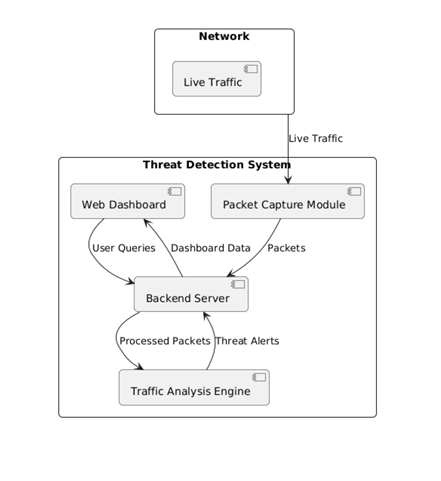 Network
Live Traffic
Live Traffic
Threat Detection System
Web Dashboard
Packet Capture Module
User Queries
Dashboard Data
Packets
Backend Server
Processed Packets
Threat Alerts
Traffic Analysis Engine